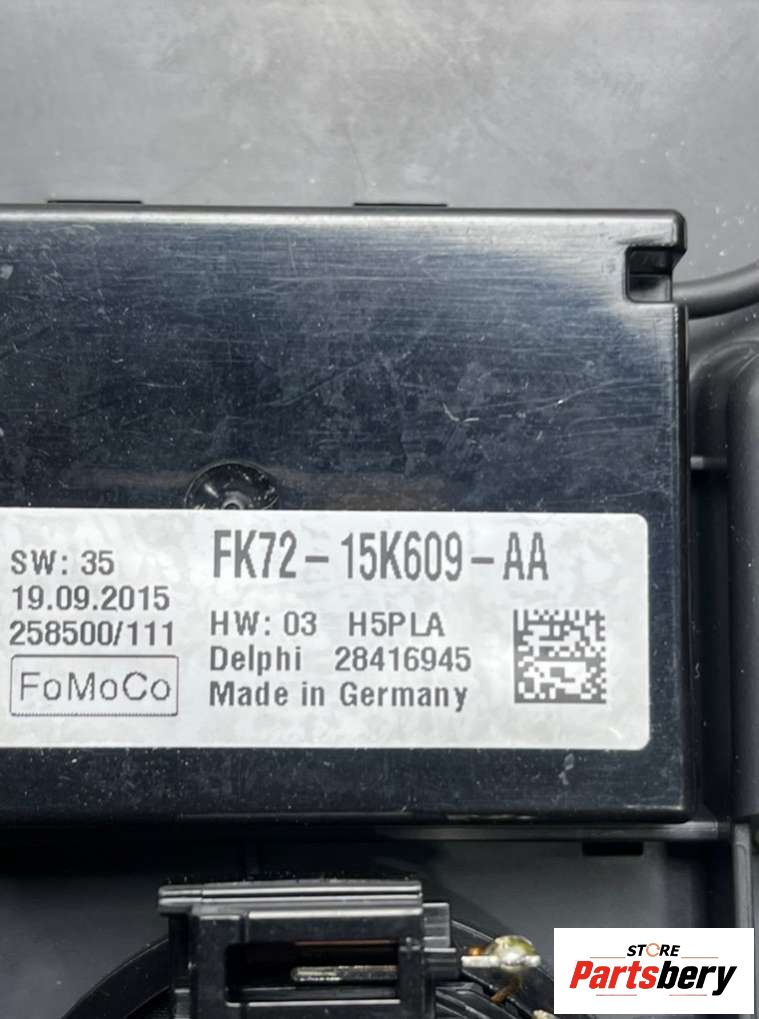 SW: 35
19.09.2015
258500/111
FoMoCo
FK72-15K609-AA
HW: 03 H5PLA
Delphi 28416945
Made in Germany
STORE
Partsbery